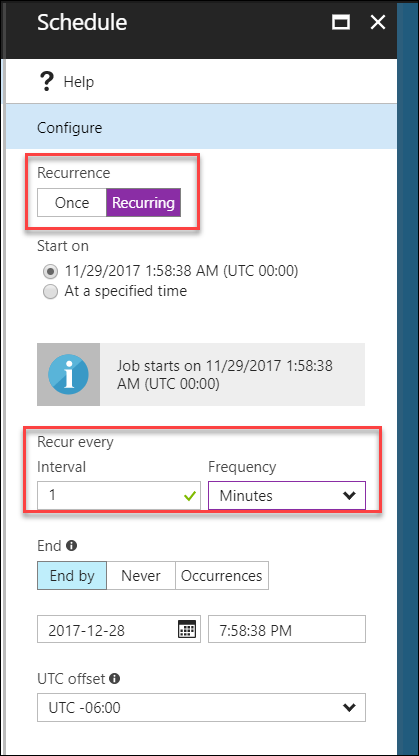 Schedule
? Help
Configure
Recurrence
Once Recurring
Start on
11/29/2017 1:58:38 AM (UTC 00:00)
At a specified time
Job starts on 11/29/2017 1:58:38
AM (UTC 00:00)
Recur every
Interval Frequency
1 Minutes
End
End by Never Occurrences
2017-12-28 7:58:38 PM
UTC offset
UTC -06:00